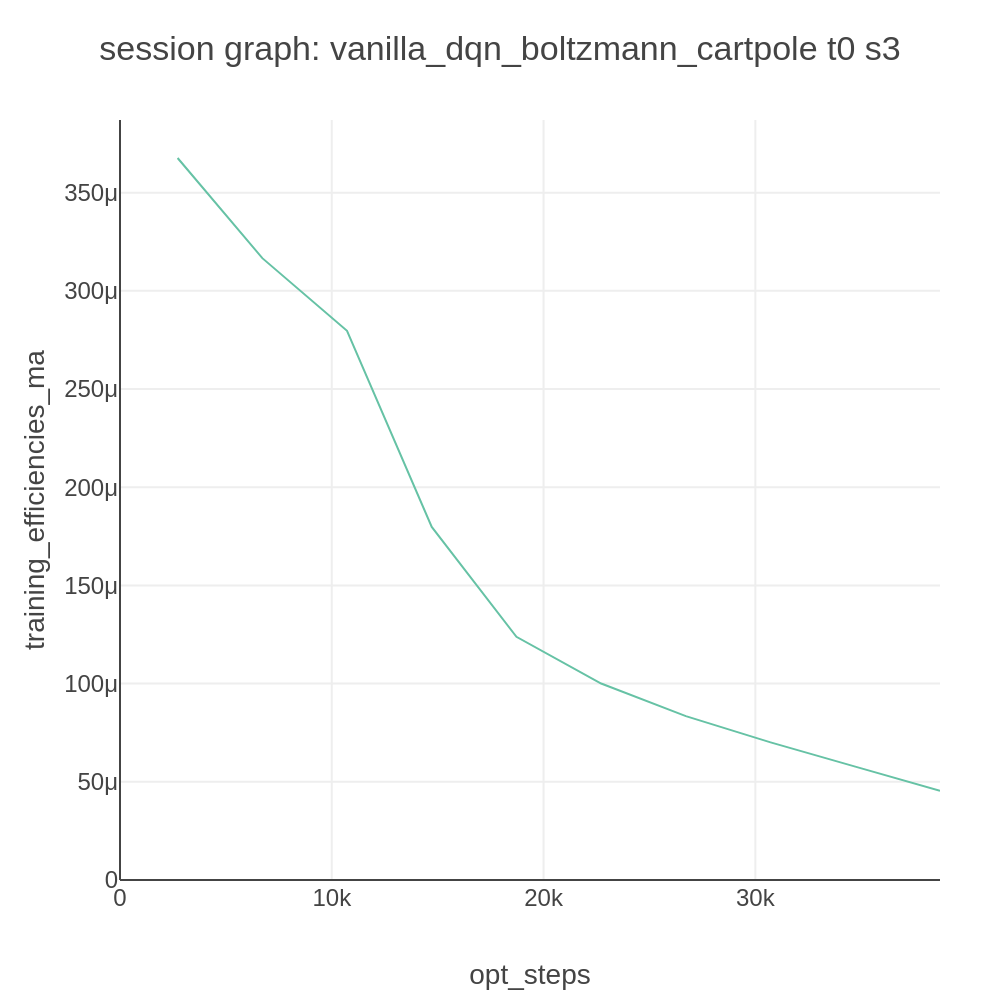 session graph: vanilla_dqn_boltzmann_cartpole t0 s3
training_efficiencies_ma
350μ
300μ
250μ
200μ
150μ
100μ
50μ
0
0 10k 20k 30k
opt_steps